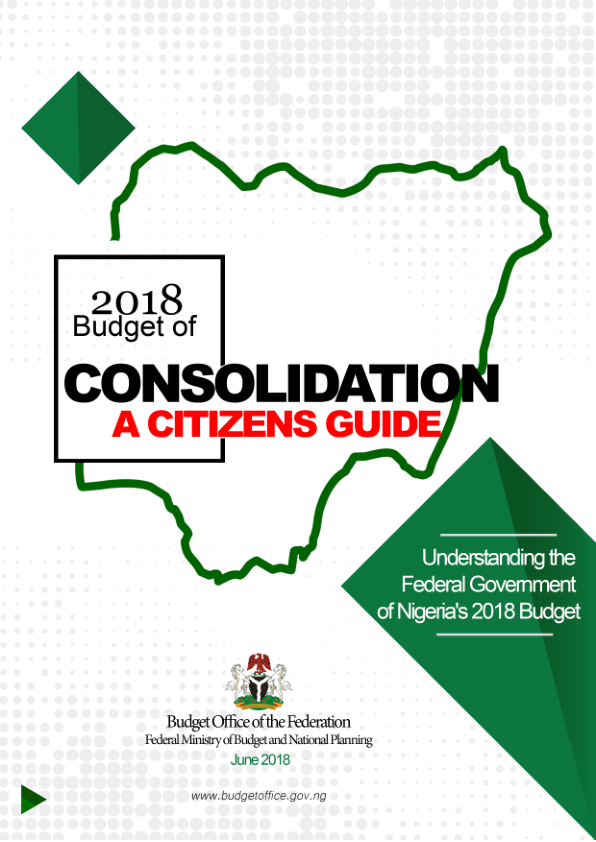 2018
Budget of
CONSOLIDATION
A CITIZENS GUIDE
Understanding the
Federal Government
of Nigeria's 2018 Budget
Budget Office of the Federation
Federal Ministry of Budget and National Planning
June 2018
www.budgetoffice.gov.ng